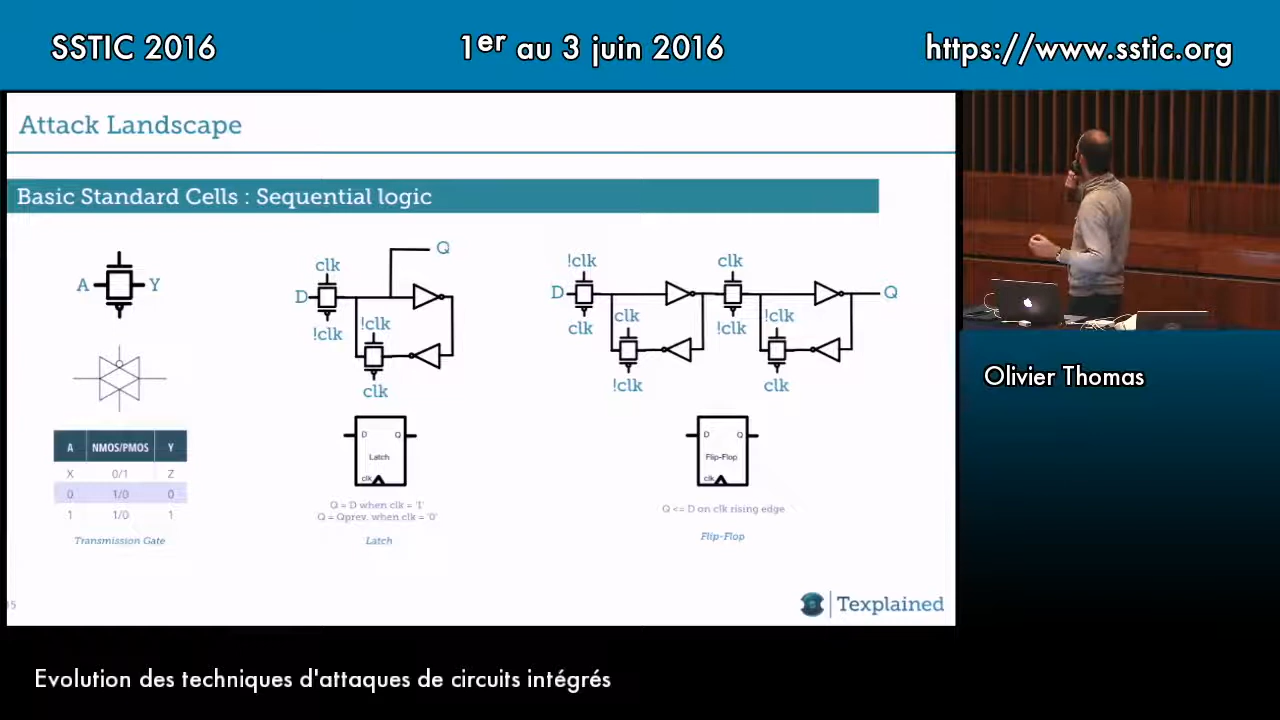 SSTIC 2016
1er au 3 juin 2016
https://www.sstic.org
Attack Landscape
Basic Standard Cells : Sequential logic
A
Y
A NMOS/PMOS Y
X 0/1 Z
0 1/0 0
1 1/0 1
Transmission Gate
Q
clk
D
!clk
!clk
clk
D Q
Latch
clk
Q = D when clk = '1'
Q = Qprev. when clk = '0'
Latch
!clk
clk
D
Q
clk
clk
!clk
!clk
!clk
clk
D Q
Flip-Flop
clk
Q <= D on clk rising edge
Flip-Flop
Texplained
Olivier Thomas
Evolution des techniques d'attaques de circuits intégrés